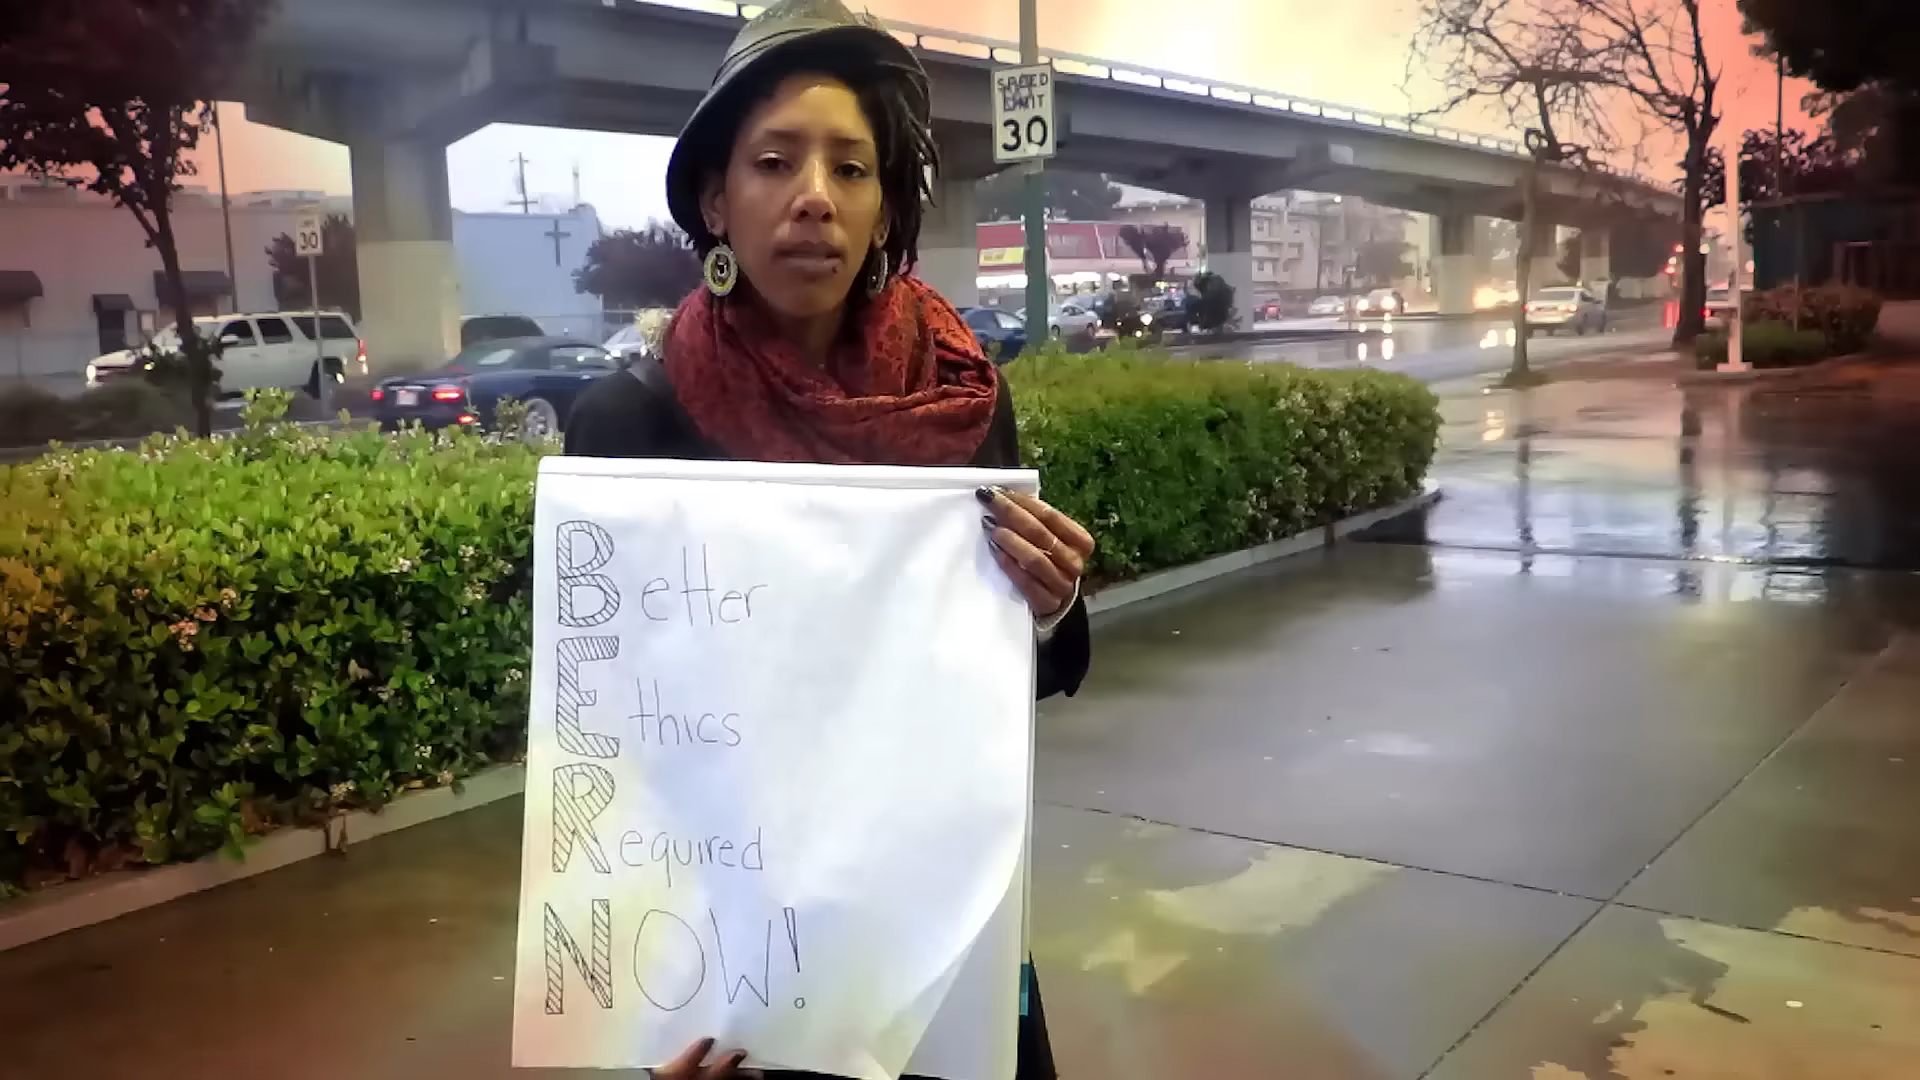 SPEED
LIMIT
30
30
Better
Ethics
Required
NOW!